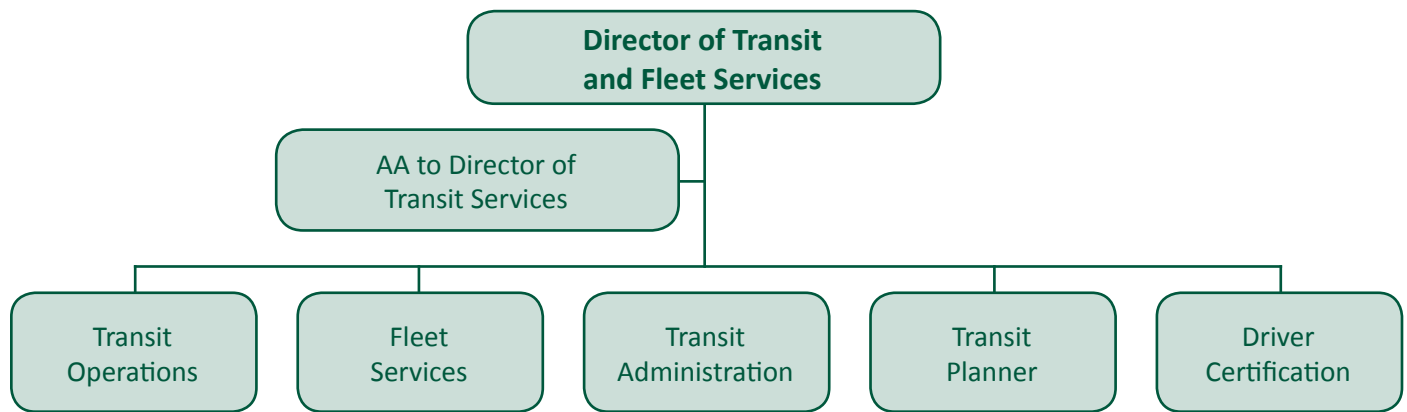 Director of Transit
and Fleet Services
AA to Director of
Transit Services
Transit
Operations
Fleet
Services
Transit
Administration
Transit
Planner
Driver
Certification